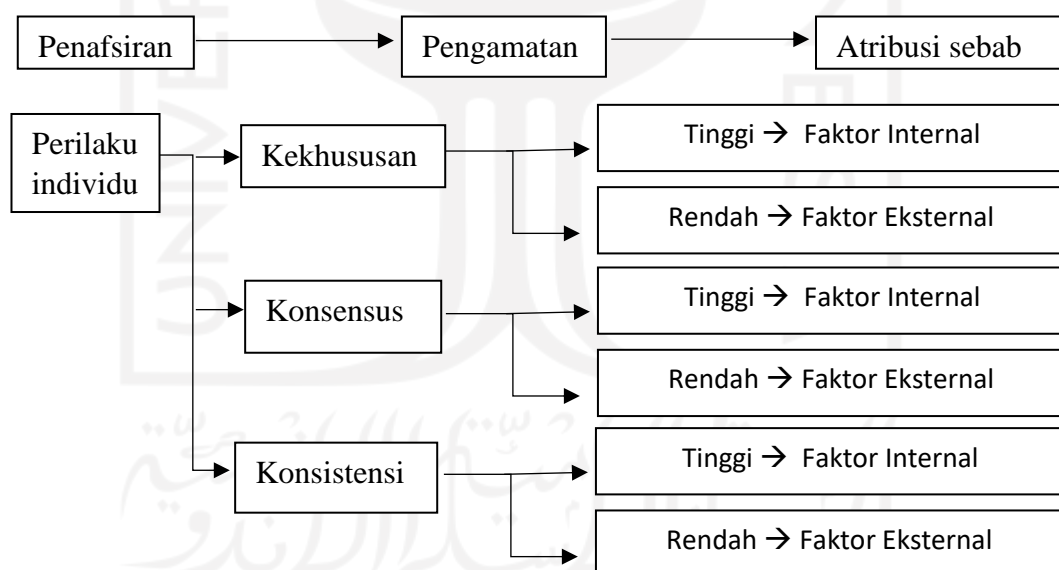 Penafsiran
Pengamatan
Atribusi sebab
Perilaku
individu
Kekhususan
Tinggi → Faktor Internal
Rendah → Faktor Eksternal
Konsensus
Tinggi → Faktor Internal
Rendah → Faktor Eksternal
Konsistensi
Tinggi → Faktor Internal
Rendah → Faktor Eksternal